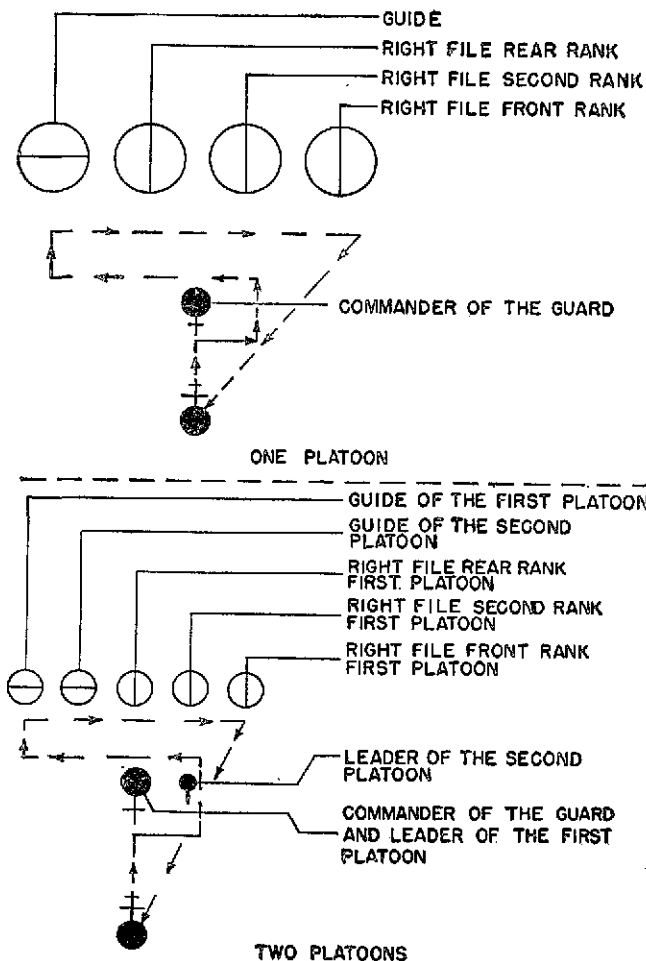 GUIDE
RIGHT FILE REAR RANK
RIGHT FILE SECOND RANK
RIGHT FILE FRONT RANK
COMMANDER OF THE GUARD
ONE PLATOON
GUIDE OF THE FIRST PLATOON
GUIDE OF THE SECOND
PLATOON
RIGHT FILE REAR RANK
FIRST. PLATOON
RIGHT FILE SECOND RANK
FIRST PLATOON
RIGHT FILE FRONT RANK
FIRST PLATOON
LEADER OF THE SECOND
PLATOON
COMMANDER OF THE GUARD
AND LEADER OF THE FIRST
PLATOON
TWO PLATOONS